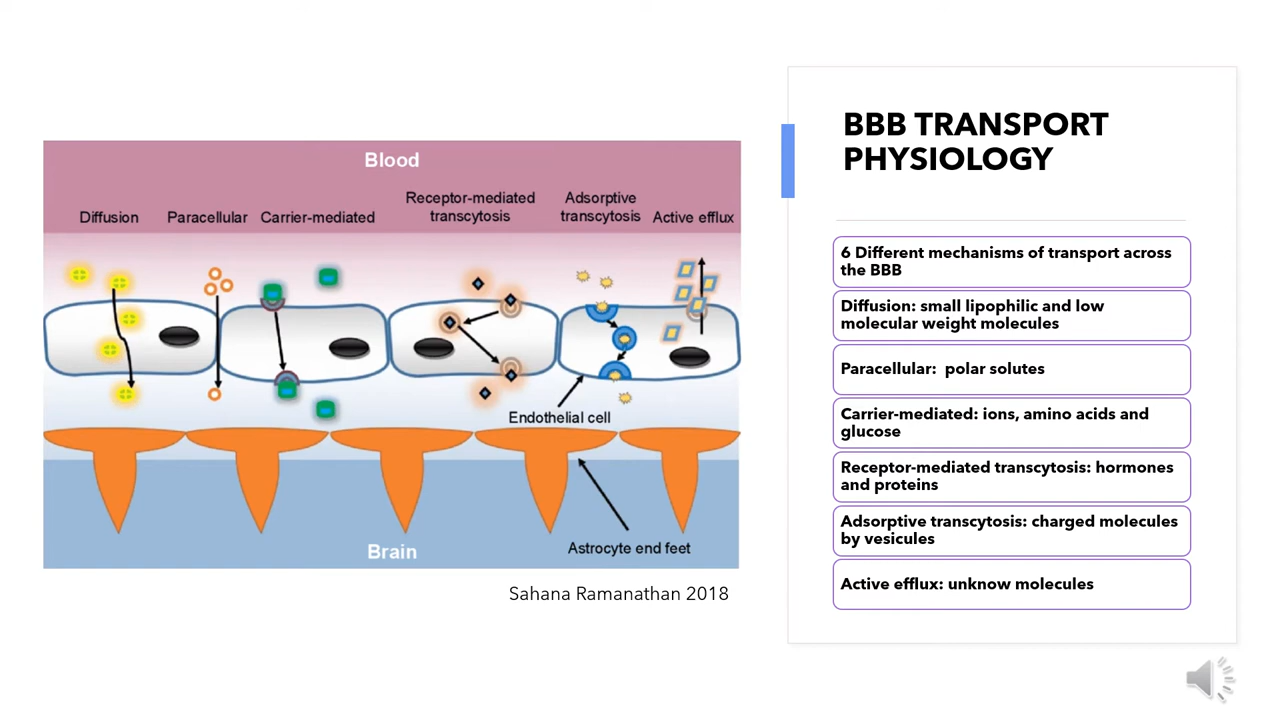 Blood
Receptor-mediated
transcytosis
Adsorptive
transcytosis
Diffusion
Paracellular
Carrier-mediated
Active efflux
Endothelial cell
Astrocyte end feet
Brain
Sahana Ramanathan 2018
BBB TRANSPORT
PHYSIOLOGY
6 Different mechanisms of transport across
the BBB
Diffusion: small lipophilic and low
molecular weight molecules
Paracellular:  polar solutes
Carrier-mediated: ions, amino acids and
glucose
Receptor-mediated transcytosis: hormones
and proteins
Adsorptive transcytosis: charged molecules
by vesicules
Active efflux: unknow molecules